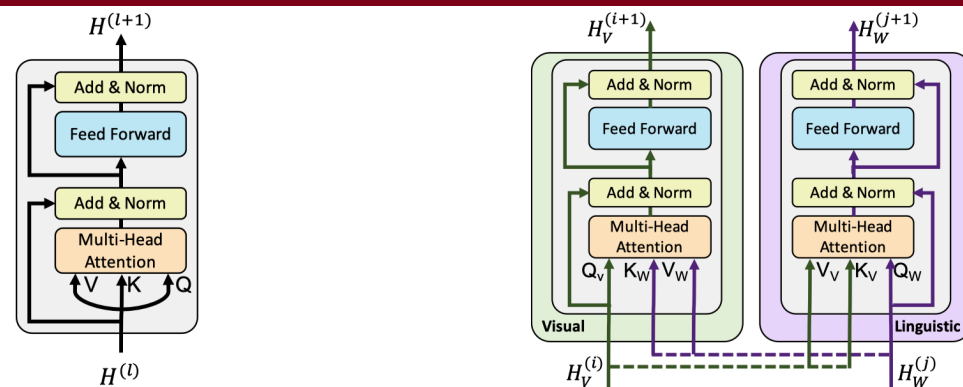 H^{(l+1)}
Add & Norm
Feed Forward
Add & Norm
Multi-Head
Attention
V K Q
H^{(l)}
H_V^{(i+1)}
Add & Norm
Feed Forward
Add & Norm
Multi-Head
Attention
Q_v K_W V_W
Visual
H_V^{(i)}
H_W^{(j+1)}
Add & Norm
Feed Forward
Add & Norm
Multi-Head
Attention
V_V K_V Q_W
Linguistic
H_W^{(j)}